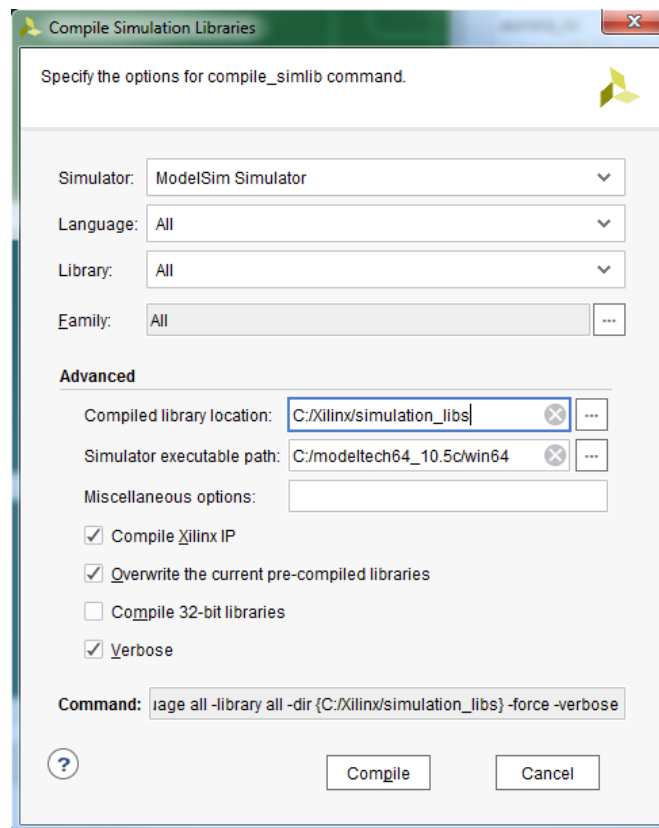 Compile Simulation Libraries
Specify the options for compile_simlib command.
Simulator: ModelSim Simulator
Language: All
Library: All
Family: All
Advanced
Compiled library location: C:/Xilinx/simulation_libs
Simulator executable path: C:/modeltech64_10.5c/win64
Miscellaneous options:
Compile Xilinx IP
Overwrite the current pre-compiled libraries
Compile 32-bit libraries
Verbose
Command: uage all -library all -dir {C:/Xilinx/simulation_libs} -force -verbose
? Compile Cancel